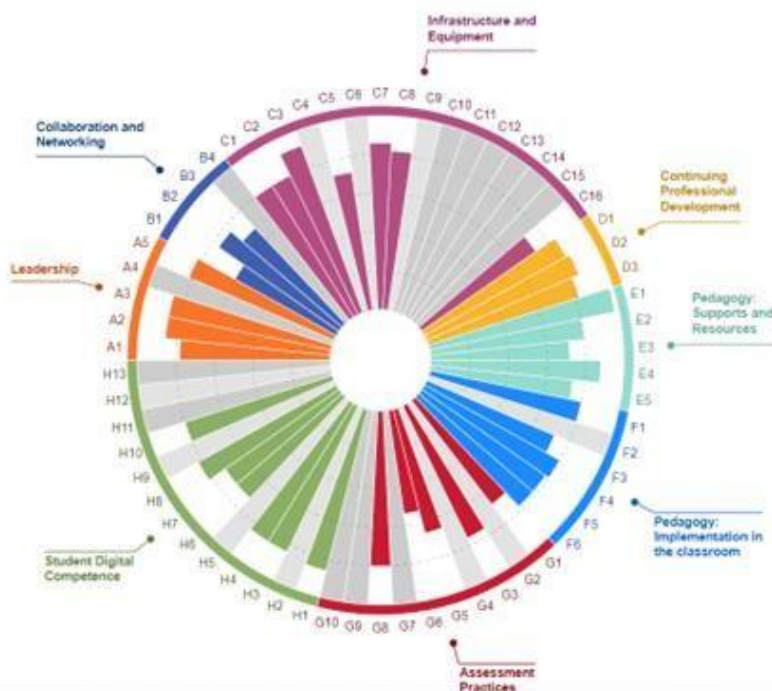 Infrastructure and
Equipment
Collaboration and
Networking
Continuing
Professional
Development
Leadership
Pedagogy:
Supports and
Resources
Pedagogy:
Implementation in
the classroom
Student Digital
Competence
Assessment
Practices
A1
A2
A3
A4
A5
B1
B2
B3
B4
C1
C2
C3
C4
C5
C6
C7
C8
C9
C10
C11
C12
C13
C14
C15
C16
D1
D2
D3
E1
E2
E3
E4
E5
F1
F2
F3
F4
F5
F6
G1
G2
G3
G4
G5
G6
G7
G8
G9
G10
H1
H2
H3
H4
H5
H6
H7
H8
H9
H10
H11
H12
H13